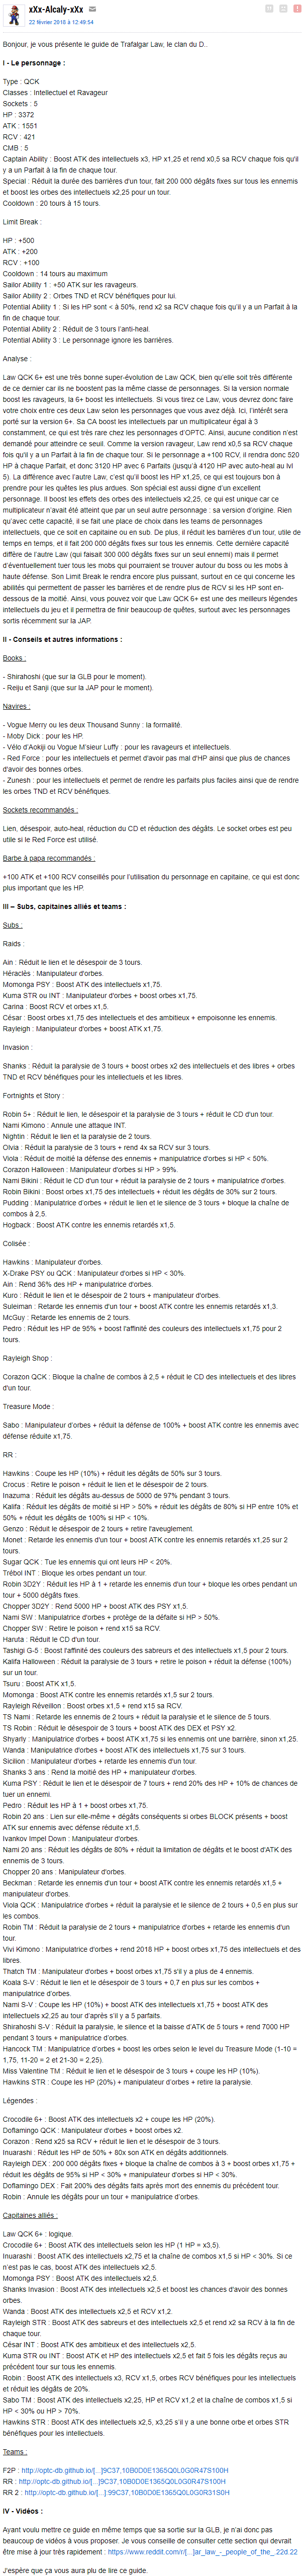 xXx-Alcaly-xXx
22 février 2018 à 12:49:54
Bonjour, je vous présente le guide de Trafalgar Law, le clan du D..
I - Le personnage :
Type : QCK
Classes : Intellectuel et Ravageur
Sockets : 5
HP : 3372
ATK : 1551
RCV : 421
CMB : 5
Captain Ability : Boost ATK des intellectuels x3, HP x1,25 et rend x0,5 sa RCV chaque fois qu'il
y a un Parfait à la fin de chaque tour.
Special : Réduit la durée des barrières d'un tour, fait 200 000 dégâts fixes sur tous les ennemis
et boost les orbes des intellectuels x2,25 pour un tour.
Cooldown : 20 tours à 15 tours.
Limit Break :
HP : +500
ATK : +200
RCV : +100
Cooldown : 14 tours au maximum
Sailor Ability 1 : +50 ATK sur les ravageurs.
Sailor Ability 2 : Orbes TND et RCV bénéfiques pour lui.
Potential Ability 1 : Si les HP sont < à 50%, rend x2 sa RCV chaque fois qu'il y a un Parfait à la
fin de chaque tour.
Potential Ability 2 : Réduit de 3 tours l'anti-heal.
Potential Ability 3 : Le personnage ignore les barrières.
Analyse :
Law QCK 6+ est une très bonne super-évolution de Law QCK, bien qu'elle soit très différente
de ce dernier car ils ne boostent pas la même classe de personnages. Si la version normale
boost les ravageurs, la 6+ boost les intellectuels. Si vous tirez ce Law, vous devrez donc faire
votre choix entre ces deux Law selon les personnages que vous avez déjà. Ici, l'intérêt sera
porté sur la version 6+. Sa CA boost les intellectuels par un multiplicateur égal à 3
constamment, ce qui est très rare chez les personnages d'OPTC. Ainsi, aucune condition n'est
demandé pour atteindre ce seuil. Comme la version ravageur, Law rend x0,5 sa RCV chaque
fois qu'il y a un Parfait à la fin de chaque tour. Si le personnage a +100 RCV, il rendra donc 520
HP à chaque Parfait, et donc 3120 HP avec 6 Parfaits (jusqu'à 4120 HP avec auto-heal au lvl
5). La différence avec l'autre Law, c'est qu'il boost les HP x1,25, ce qui est toujours bon à
prendre pour les quêtes les plus ardues. Son spécial est aussi digne d'un excellent
personnage. Il boost les effets des orbes des intellectuels x2,25, ce qui est unique car ce
multiplicateur n'avait été atteint que par un seul autre personnage : sa version d'origine. Rien
qu'avec cette capacité, il se fait une place de choix dans les teams de personnages
intellectuels, que ce soit en capitaine ou en sub. De plus, il réduit les barrières d'un tour, utile de
temps en temps, et il fait 200 000 dégâts fixes sur tous les ennemis. Cette dernière capacité
diffère de l'autre Law (qui faisait 300 000 dégâts fixes sur un seul ennemi) mais il permet
d'éventuellement tuer tous les mobs qui pourraient se trouver autour du boss ou les mobs à
haute défense. Son Limit Break le rendra encore plus puissant, surtout en ce qui concerne les
abilités qui permettent de passer les barrières et de rendre plus de RCV si les HP sont en-
dessous de la moitié. Ainsi, vous pouvez voir que Law QCK 6+ est une des meilleurs légendes
intellectuels du jeu et il permettra de finir beaucoup de quêtes, surtout avec les personnages
sortis récemment sur la JAP.
II - Conseils et autres informations :
Books :
- Shirahoshi (que sur la GLB pour le moment).
- Reiju et Sanji (que sur la JAP pour le moment).
Navires :
- Vogue Merry ou les deux Thousand Sunny : la formalité.
- Moby Dick : pour les HP.
- Vélo d'Aokiji ou Vogue M'sieur Luffy : pour les ravageurs et intellectuels.
- Red Force : pour les intellectuels et permet d'avoir pas mal d'HP ainsi que plus de chances
d'avoir des bonnes orbes.
- Zunesh : pour les intellectuels et permet de rendre les parfaits plus faciles ainsi que de rendre
les orbes TND et RCV bénéfiques.
Sockets recommandés :
Lien, désespoir, auto-heal, réduction du CD et réduction des dégâts. Le socket orbes est peu
utile si le Red Force est utilisé.
Barbe à papa recommandés :
+100 ATK et +100 RCV conseillés pour l'utilisation du personnage en capitaine, ce qui est donc
plus important que les HP.
III – Subs, capitaines alliés et teams :
Subs :
Raids :
Ain : Réduit le lien et le désespoir de 3 tours.
Héraclès : Manipulateur d'orbes.
Momonga PSY : Boost ATK des intellectuels x1,75.
Kuma STR ou INT : Manipulateur d'orbes + boost orbes x1,75.
Carina : Boost RCV et orbes x1,5.
César : Boost orbes x1,75 des intellectuels et des ambitieux + empoisonne les ennemis.
Rayleigh : Manipulateur d'orbes + boost ATK x1,75.
Invasion :
Shanks : Réduit la paralysie de 3 tours + boost orbes x2 des intellectuels et des libres + orbes
TND et RCV bénéfiques pour les intellectuels et les libres.
Fortnights et Story :
Robin 5+ : Réduit le lien, le désespoir et la paralysie de 3 tours + réduit le CD d'un tour.
Nami Kimono : Annule une attaque INT.
Nightin : Réduit le lien et la paralysie de 2 tours.
Olvia : Réduit la paralysie de 3 tours + rend 4x sa RCV sur 3 tours.
Viola : Réduit de moitié la défense des ennemis + manipulatrice d'orbes si HP < 50%.
Corazon Halloween : Manipulateur d'orbes si HP > 99%.
Nami Bikini : Réduit le CD d'un tour + réduit la paralysie de 2 tours + manipulatrice d'orbes.
Robin Bikini : Boost orbes x1,75 des intellectuels + réduit les dégâts de 30% sur 2 tours.
Pudding : Manipulatrice d'orbes + réduit le lien et le silence de 3 tours + bloque la chaîne de
combos à 2,5.
Hogback : Boost ATK contre les ennemis retardés x1,5.
Colisée :
Hawkins : Manipulateur d'orbes.
X-Drake PSY ou QCK : Manipulateur d'orbes si HP < 30%.
Ain : Rend 36% des HP + manipulatrice d'orbes.
Kuro : Réduit le lien et le désespoir de 2 tours + manipulateur d'orbes.
Suleiman : Retarde les ennemis d'un tour + boost ATK contre les ennemis retardés x1,3.
McGuy : Retarde les ennemis de 2 tours.
Pedro : Réduit les HP de 95% + boost l'affinité des couleurs des intellectuels x1,75 pour 2
tours.
Rayleigh Shop :
Corazon QCK : Bloque la chaîne de combos à 2,5 + réduit le CD des intellectuels et des libres
d'un tour.
Treasure Mode :
Sabo : Manipulateur d'orbes + réduit la défense de 100% + boost ATK contre les ennemis avec
défense réduite x1,75.
RR :
Hawkins : Coupe les HP (10%) + réduit les dégâts de 50% sur 3 tours.
Crocus : Retire le poison + réduit le lien et le désespoir de 2 tours.
Inazuma : Réduit les dégâts au-dessus de 5000 de 97% pendant 3 tours.
Kalifa : Réduit les dégâts de moitié si HP > 50% + réduit les dégâts de 80% si HP entre 10% et
50% + réduit les dégâts de 100% si HP < 10%.
Genzo : Réduit le désespoir de 2 tours + retire l'aveuglement.
Monet : Retarde les ennemis d'un tour + boost ATK contre les ennemis retardés x1,25 sur 2
tours.
Sugar QCK : Tue les ennemis qui ont leurs HP < 20%.
Trébol INT : Bloque les orbes pendant un tour.
Robin 3D2Y : Réduit les HP à 1 + retarde les ennemis d'un tour + bloque les orbes pendant un
tour + 5000 dégâts fixes.
Chopper 3D2Y : Rend 5000 HP + boost ATK des PSY x1,5.
Nami SW : Manipulatrice d'orbes + protège de la défaite si HP > 50%.
Chopper SW : Retire le poison + rend x15 sa RCV.
Haruta : Réduit le CD d'un tour.
Tashigi G-5 : Boost l'affinité des couleurs des sabreurs et des intellectuels x1,5 pour 2 tours.
Kalifa Halloween : Réduit la paralysie de 3 tours + retire le poison + réduit la défense (100%)
sur un tour.
Tsuru : Boost ATK x1,5.
Momonga : Boost ATK contre les ennemis retardés x1,5 sur 2 tours.
Rayleigh Réveillon : Boost orbes x1,5 + rend x15 sa RCV.
TS Nami : Retarde les ennemis de 2 tours + réduit la paralysie et le silence de 5 tours.
TS Robin : Réduit le désespoir de 3 tours + boost ATK des DEX et PSY x2.
Shyarly : Manipulatrice d'orbes + boost ATK x1,75 si les ennemis ont une barrière, sinon x1,25.
Wanda : Manipulatrice d'orbes + boost ATK des intellectuels x1,75 sur 3 tours.
Sicilion : Manipulateur d'orbes + retarde les ennemis d'un tour.
Shanks 3 ans : Rend la moitié des HP + manipulateur d'orbes.
Kuma PSY : Réduit le lien et le désespoir de 7 tours + rend 20% des HP + 10% de chances de
tuer un ennemi.
Pedro : Réduit les HP à 1 + boost orbes x1,75.
Robin 20 ans : Lien sur elle-même + dégâts conséquents si orbes BLOCK présents + boost
ATK sur ennemis avec défense réduite x1,5.
Ivankov Impel Down : Manipulateur d'orbes.
Nami 20 ans : Réduit les dégâts de 80% + réduit la limitation de dégâts et le boost d'ATK des
ennemis de 3 tours.
Chopper 20 ans : Manipulateur d'orbes.
Beckman : Retarde les ennemis d'un tour + boost ATK contre les ennemis retardés x1,5 +
manipulateur d'orbes.
Viola QCK : Manipulatrice d'orbes + réduit la paralysie et le silence de 2 tours + 0,5 en plus sur
les combos.
Robin TM : Réduit la paralysie de 2 tours + manipulatrice d'orbes + retarde les ennemis d'un
tour.
Vivi Kimono : Manipulatrice d'orbes + rend 2018 HP + boost orbes x1,75 des intellectuels et des
libres.
Thatch TM : Manipulateur d'orbes + boost orbes x1,75 s'il y a plus de 4 ennemis.
Koala S-V : Réduit le lien et le désespoir de 3 tours + 0,7 en plus sur les combos +
manipulatrice d'orbes.
Nami S-V : Coupe les HP (10%) + boost ATK des intellectuels x1,75 + boost ATK des
intellectuels x2,25 au tour d'après s'il y a 5 parfaits.
Shirahoshi S-V : Réduit la paralysie, le silence et la baisse d'ATK de 5 tours + rend 7000 HP
pendant 3 tours + manipulatrice d'orbes.
Hancock TM : Manipulatrice d'orbes + boost les orbes selon le level du Treasure Mode (1-10 =
1,75, 11-20 = 2 et 21-30 = 2,25).
Miss Valentine TM : Réduit le lien et le désespoir de 3 tours + coupe les HP (10%).
Hawkins STR : Coupe les HP (20%) + manipulateur d'orbes + retire la paralysie.
Légendes :
Crocodile 6+ : Boost ATK des intellectuels x2 + coupe les HP (20%).
Doflamingo QCK : Manipulateur d'orbes + boost orbes x2.
Corazon : Rend x25 sa RCV + réduit le lien et le désespoir de 3 tours.
Inuarashi : Réduit les HP de 50% + 80x son ATK en dégâts additionnels.
Rayleigh DEX : 200 000 dégâts fixes + bloque la chaîne de combos à 3 + boost orbes x1,75 +
réduit les dégâts de 95% si HP < 30% + manipulateur d'orbes si HP < 30%.
Doflamingo DEX : Fait 200% des dégâts faits après mort des ennemis du précédent tour.
Robin : Annule les dégâts pour un tour + manipulatrice d'orbes.
Capitaines alliés :
Law QCK 6+ : logique.
Crocodile 6+ : Boost ATK des intellectuels selon les HP (1 HP = x3,5).
Inuarashi : Boost ATK des intellectuels x2,75 et la chaîne de combos x1,5 si HP < 30%. Si ce
n'est pas le cas, boost ATK des intellectuels x2,5.
Momonga PSY : Boost ATK des intellectuels x2,5.
Shanks Invasion : Boost ATK des intellectuels x2,5 et boost les chances d'avoir des bonnes
orbes.
Wanda : Boost ATK des intellectuels x2,5 et RCV x1,2.
Rayleigh STR : Boost ATK des sabreurs et des intellectuels x2,5 et rend x2 sa RCV à la fin de
chaque tour.
César INT : Boost ATK des ambitieux et des intellectuels x2,5.
Kuma STR ou INT : Boost ATK et HP des intellectuels x2,5 et fait 5 fois les dégâts reçus au
précédent tour sur tous les ennemis.
Robin : Boost ATK des intellectuels x3, RCV x1,5, orbes RCV bénéfiques pour les intellectuels
et réduit les dégâts de 20%.
Sabo TM : Boost ATK des intellectuels x2,25, HP et RCV x1,2 et la chaîne de combos x1,5 si
HP < 30% ou HP > 70%.
Hawkins STR : Boost ATK des intellectuels x2,5, x3,25 s'il y a une bonne orbe et orbes STR
bénéfiques pour les intellectuels.
Teams :
F2P : http://optc-db.github.io/[...]9C37,10B0D0E1365Q0L0G0R47S100H
RR : http://optc-db.github.io/[...]9C37,10B0D0E1365Q0L0G0R47S100H
RR 2 : http://optc-db.github.io/[...]:99C37,10B0D0E1365Q0L0G0R31S0H
IV - Vidéos :
Ayant voulu mettre ce guide en même temps que sa sortie sur la GLB, je n'ai donc pas
beaucoup de vidéos à vous proposer. Je vous conseille de consulter cette section qui devrait
être mise à jour très rapidement : https://www.reddit.com/r/[...]ar_law_-_people_of_the_.22d.22
J'espère que ça vous aura plu de lire ce guide.